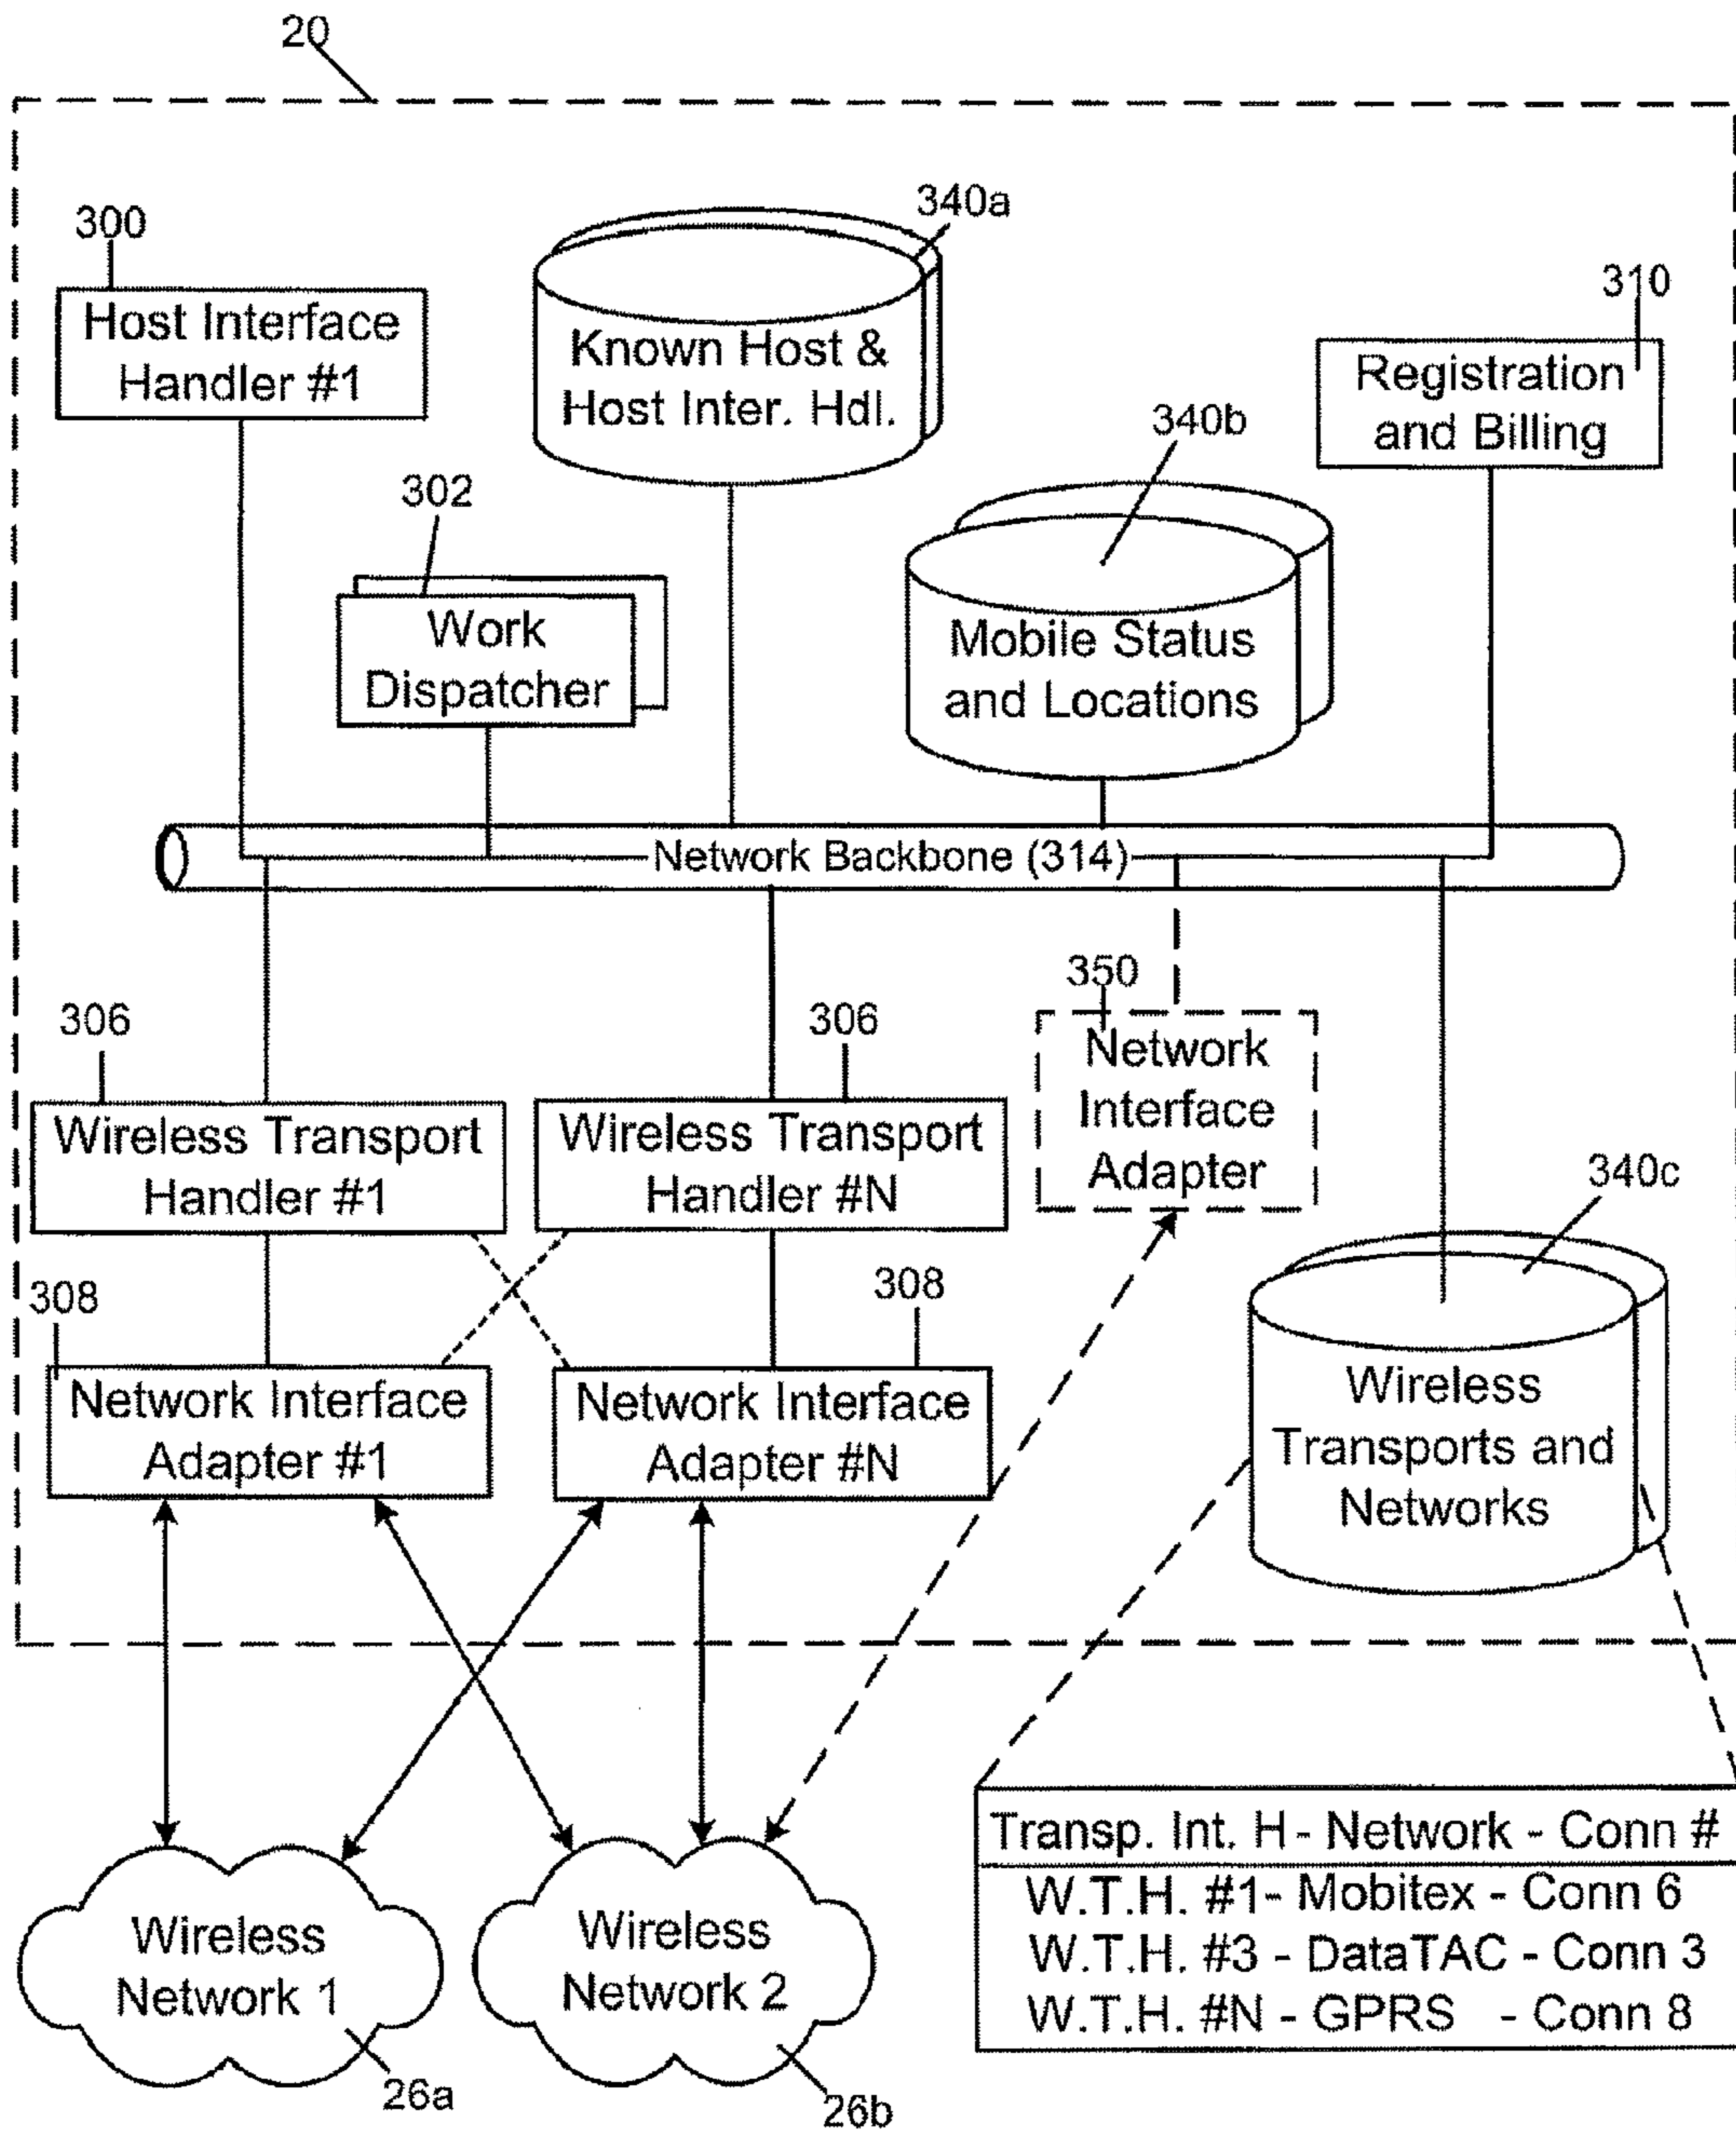 20
340a
300
310
Host Interface
Handler #1
Known Host &
Host Inter. Hdl.
Registration
and Billing
340b
302
Work
Dispatcher
Mobile Status
and Locations
Network Backbone (314)
350
306
306
Network
Interface
Adapter
Wireless Transport
Handler #1
Wireless Transport
Handler #N
340c
308
308
Network Interface
Adapter #1
Network Interface
Adapter #N
Wireless
Transports and
Networks
Transp. Int. H - Network - Conn #
W.T.H. #1- Mobitex - Conn 6
W.T.H. #3 - DataTAC - Conn 3
W.T.H. #N - GPRS - Conn 8
Wireless
Network 1
Wireless
Network 2
26a
26b